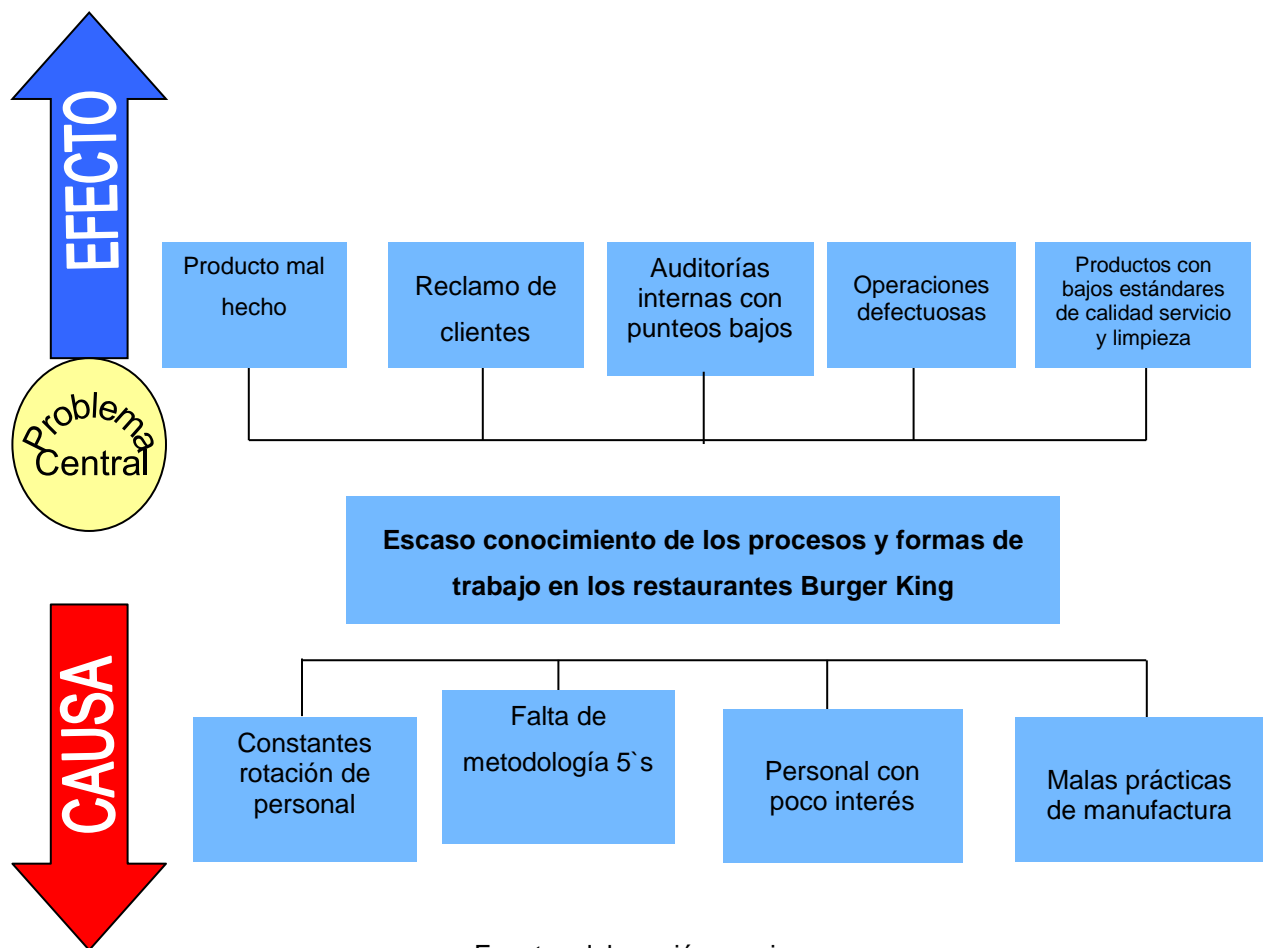 EFECTO
Producto mal
hecho
Reclamo de
clientes
Auditorías
internas con
punteos bajos
Operaciones
defectuosas
Productos con
bajos estándares
de calidad servicio
y limpieza
Problema
Central
Escaso conocimiento de los procesos y formas de
trabajo en los restaurantes Burger King
CAUSA
Constantes
rotación de
personal
Falta de
metodología 5`s
Personal con
poco interés
Malas prácticas
de manufactura